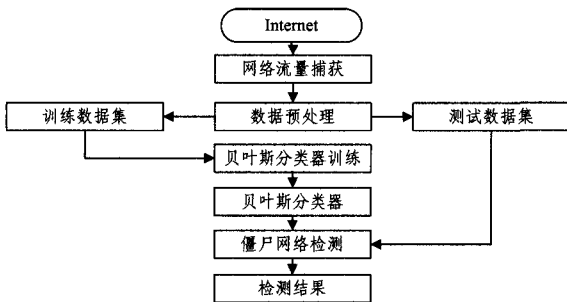 Internet
网络流量捕获
训练数据集
数据预处理
测试数据集
贝叶斯分类器训练
贝叶斯分类器
僵尸网络检测
检测结果